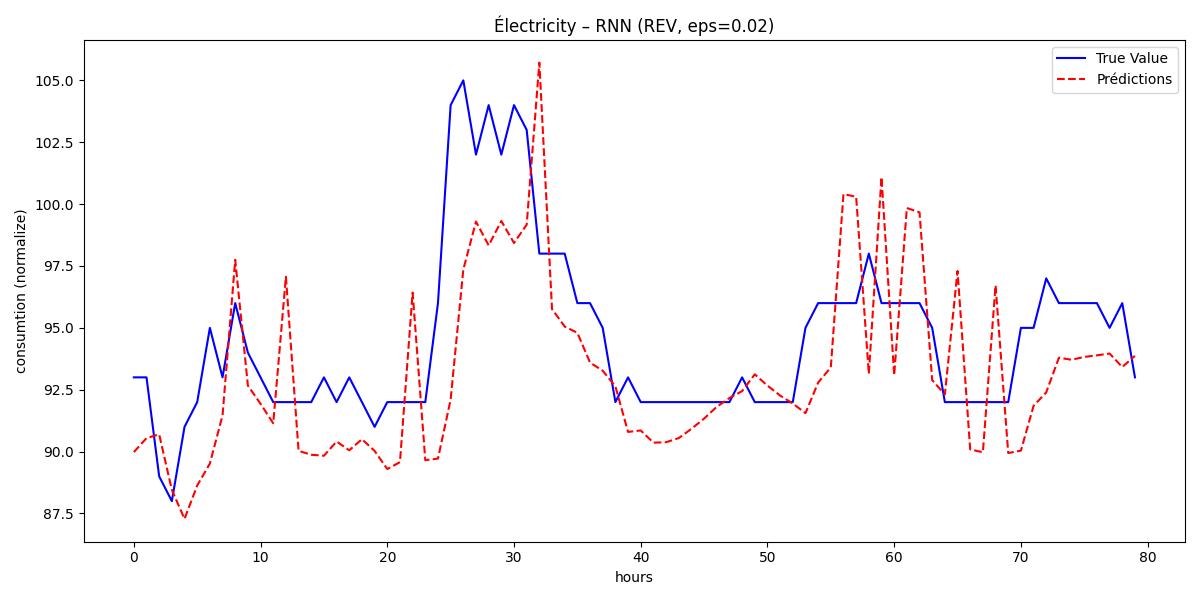 Électricity – RNN (REV, eps=0.02)
True Value
Prédictions
consumtion (normalize)
105.0
102.5
100.0
97.5
95.0
92.5
90.0
87.5
0 10 20 30 40 50 60 70 80
hours